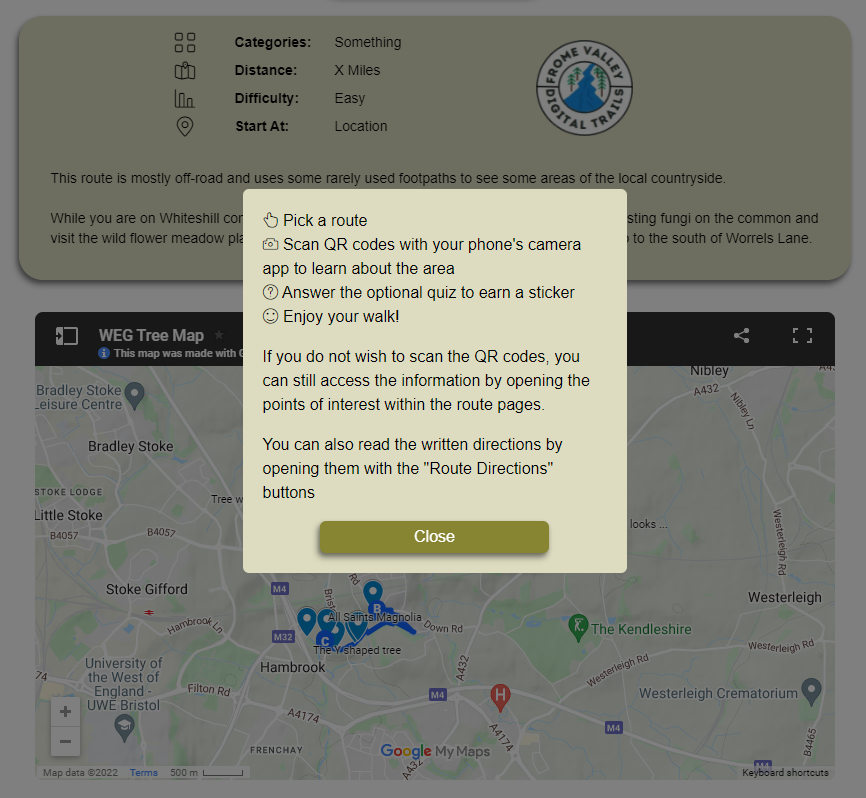 Categories: Something
Distance: X Miles
Difficulty: Easy
Start At: Location
FROME VALLEY
DIGITAL TRAILS
This route is mostly off-road and uses some rarely used footpaths to see some areas of the local countryside.
While you are on Whiteshill
sting fungi on the common and
visit the wild flower meadow
to the south of Worrels Lane.
Pick a route
Scan QR codes with your phone's camera
app to learn about the area
Answer the optional quiz to earn a sticker
Enjoy your walk!
If you do not wish to scan the QR codes, you
can still access the information by opening the
points of interest within the route pages.
You can also read the written directions by
opening them with the "Route Directions"
buttons
Close
WEG Tree Map
This map was made with
Nibley
A432
Nibley Ln
Bradley Stoke
Leisure Centre
Bradley Stoke
STOKE LODGE
Little Stoke
B4057
B4057
Tree
looks ...
Westerleigh Rd
Stoke Gifford
M4
Westerleigh
B
All Saints Magnolia
Down Rd
Hambrook Ln
M32
C
The Y shaped tree
The Kendleshire
Westerleigh Rd
Hambrook
A432
Westerleigh Rd
University of
the West of
England -
UWE Bristol
Filton Rd
M4
H
Westerleigh Crematorium
A4174
A4174
M4
B4465
FRENCHAY
Google My Maps
A432
M4
+
−
Map data ©2022 Terms 500 m
Keyboard shortcuts